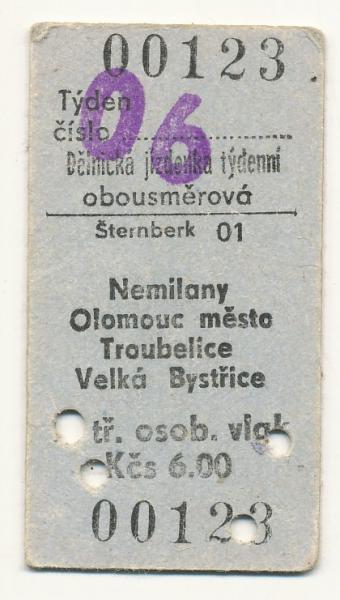 00123
Týden
číslo
06
Dělnická jízdenka týdenní
obousměrová
Šternberk 01
Nemilany
Olomouc město
Troubelice
Velká Bystřice
tř. osob. vlak
Kčs 6.00
00123